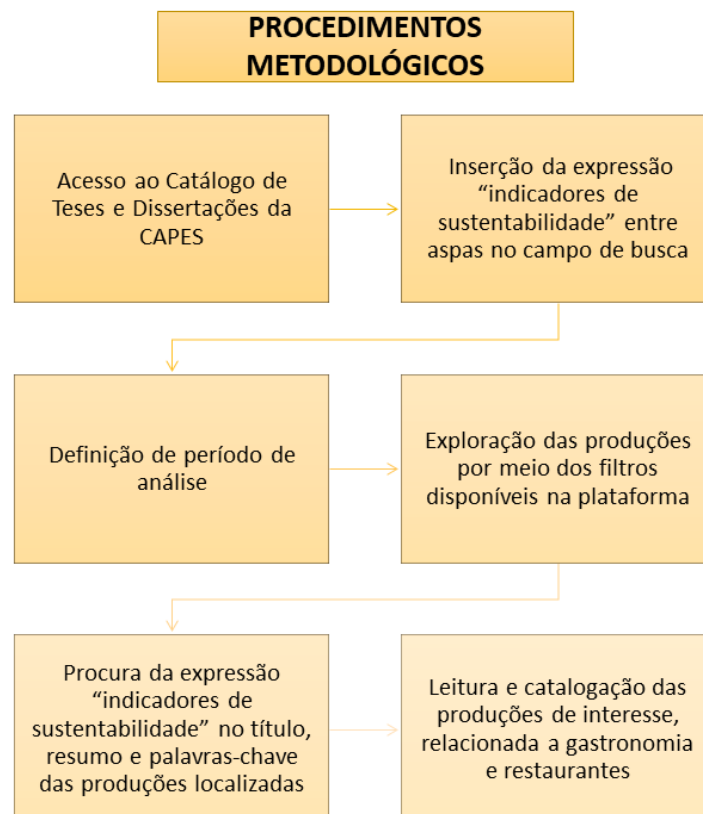 PROCEDIMENTOS
METODOLÓGICOS
Acesso ao Catálogo de
Teses e Dissertações da
CAPES
Inserção da expressão
“indicadores de
sustentabilidade” entre
aspas no campo de busca
Definição de período de
análise
Exploração das produções
por meio dos filtros
disponíveis na plataforma
Procura da expressão
“indicadores de
sustentabilidade” no título,
resumo e palavras-chave
das produções localizadas
Leitura e catalogação das
produções de interesse,
relacionada a gastronomia
e restaurantes